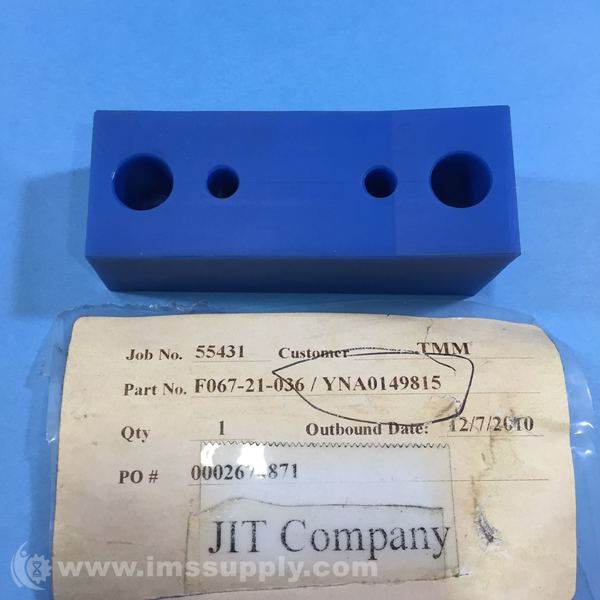 Job No. 55431 Customer TMM
Part No. F067-21-036 / YNA0149815
Qty 1 Outbound Date: 12/7/2010
PO #
JIT Company
www.imssupply.com